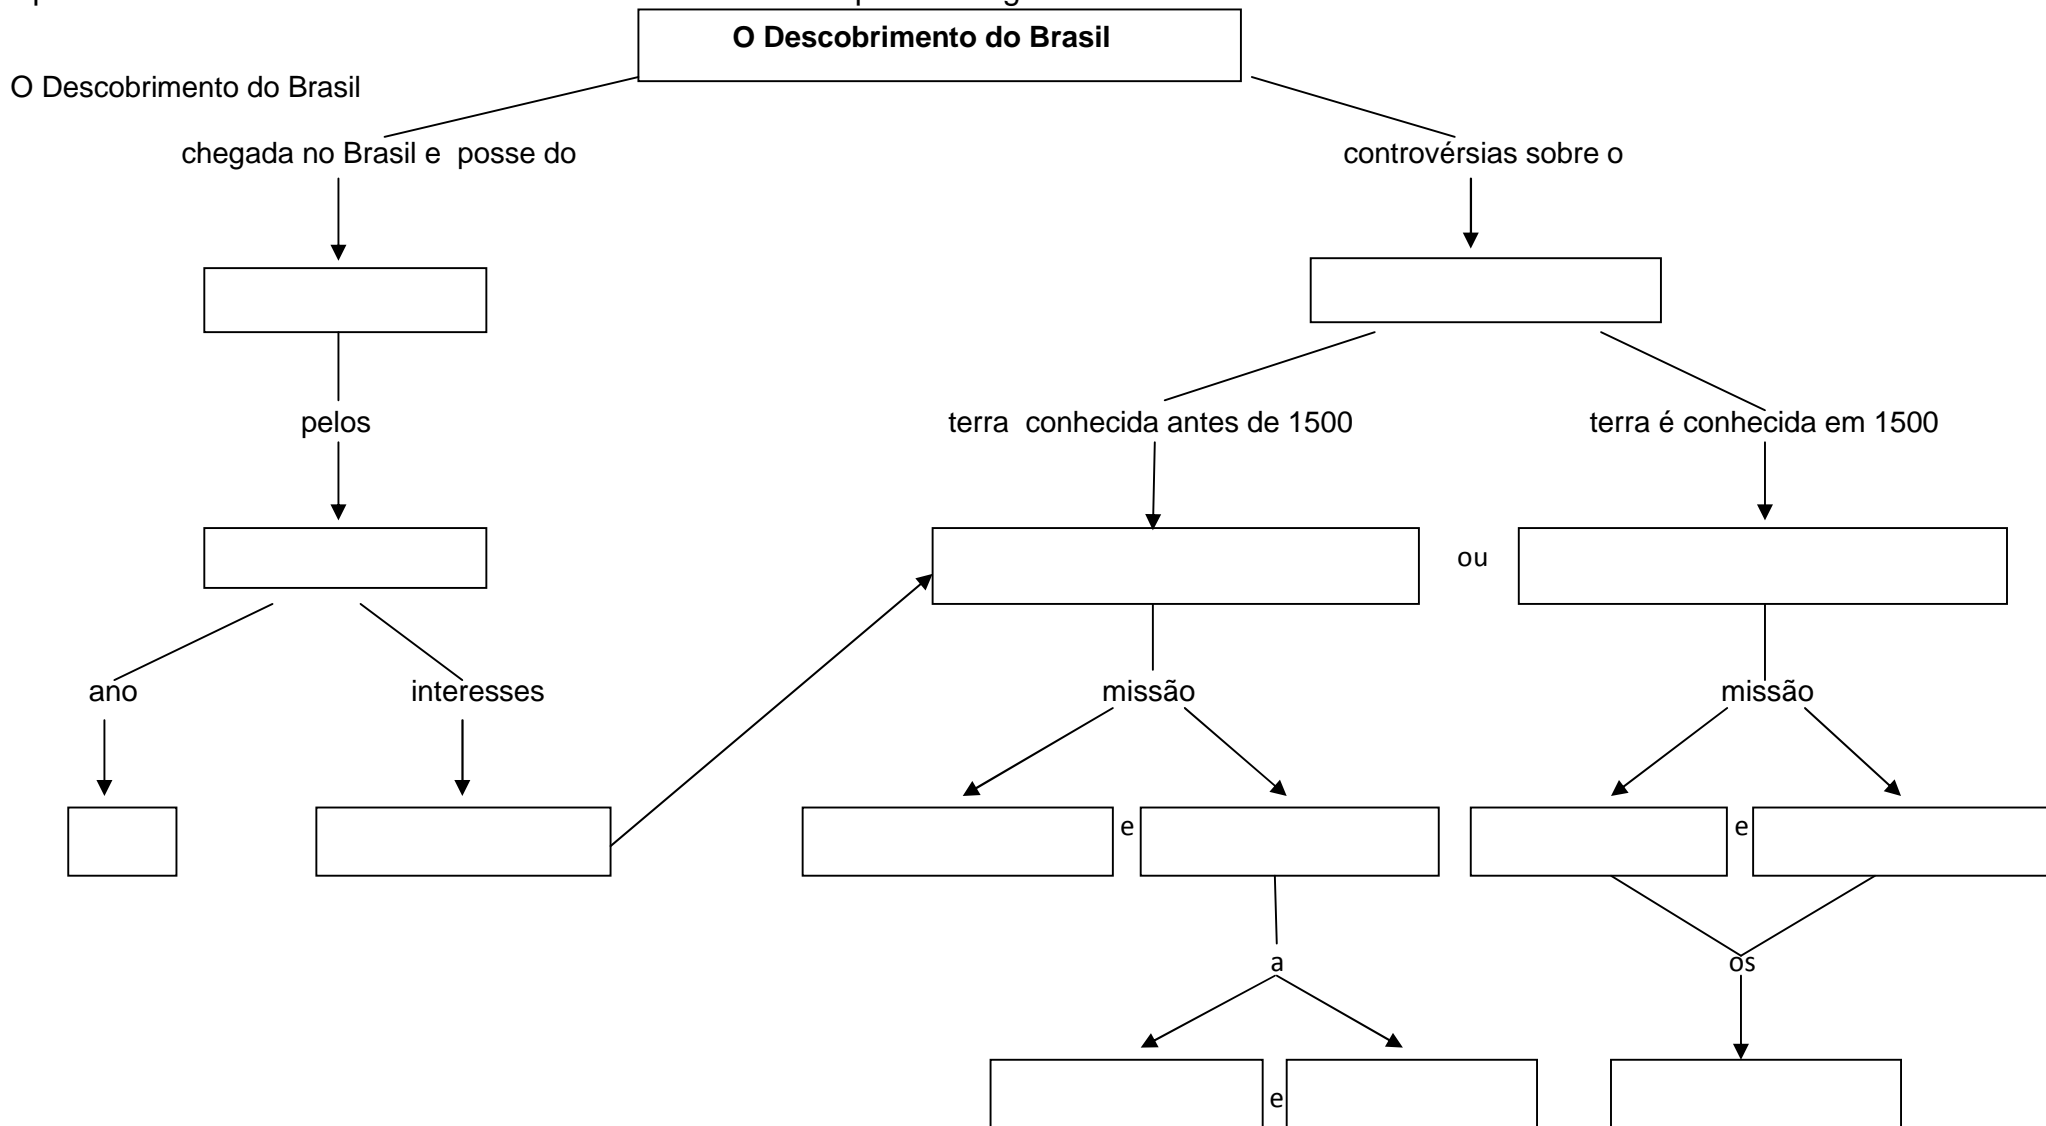 O Descobrimento do Brasil
O Descobrimento do Brasil
chegada no Brasil e  posse do
controvérsias sobre o
pelos
terra  conhecida antes de 1500
terra é conhecida em 1500
ou
ano
interesses
missão
missão
e
e
a
os
e